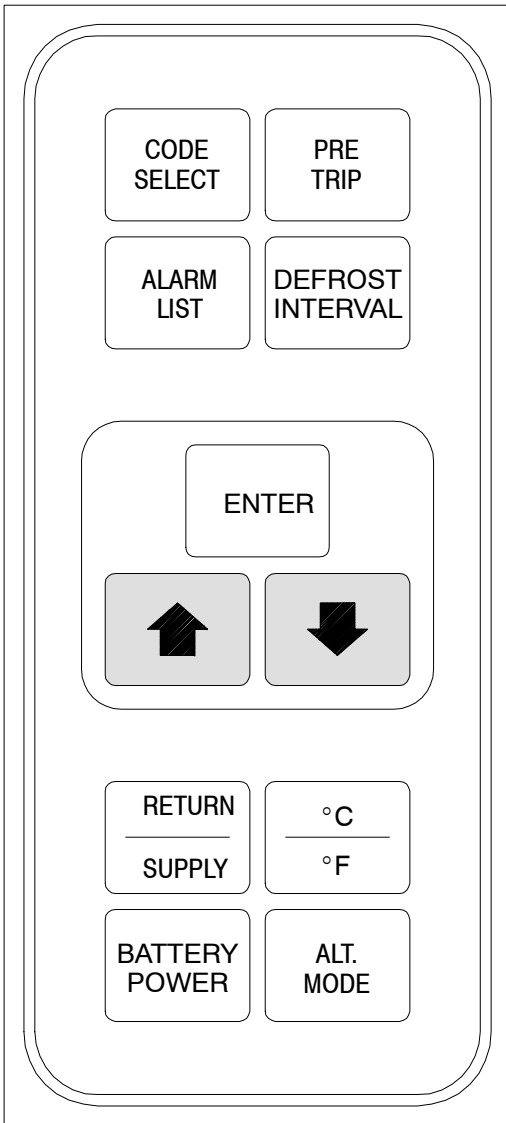 CODE
SELECT
PRE
TRIP
ALARM
LIST
DEFROST
INTERVAL
ENTER
RETURN
SUPPLY
°C
°F
BATTERY
POWER
ALT.
MODE